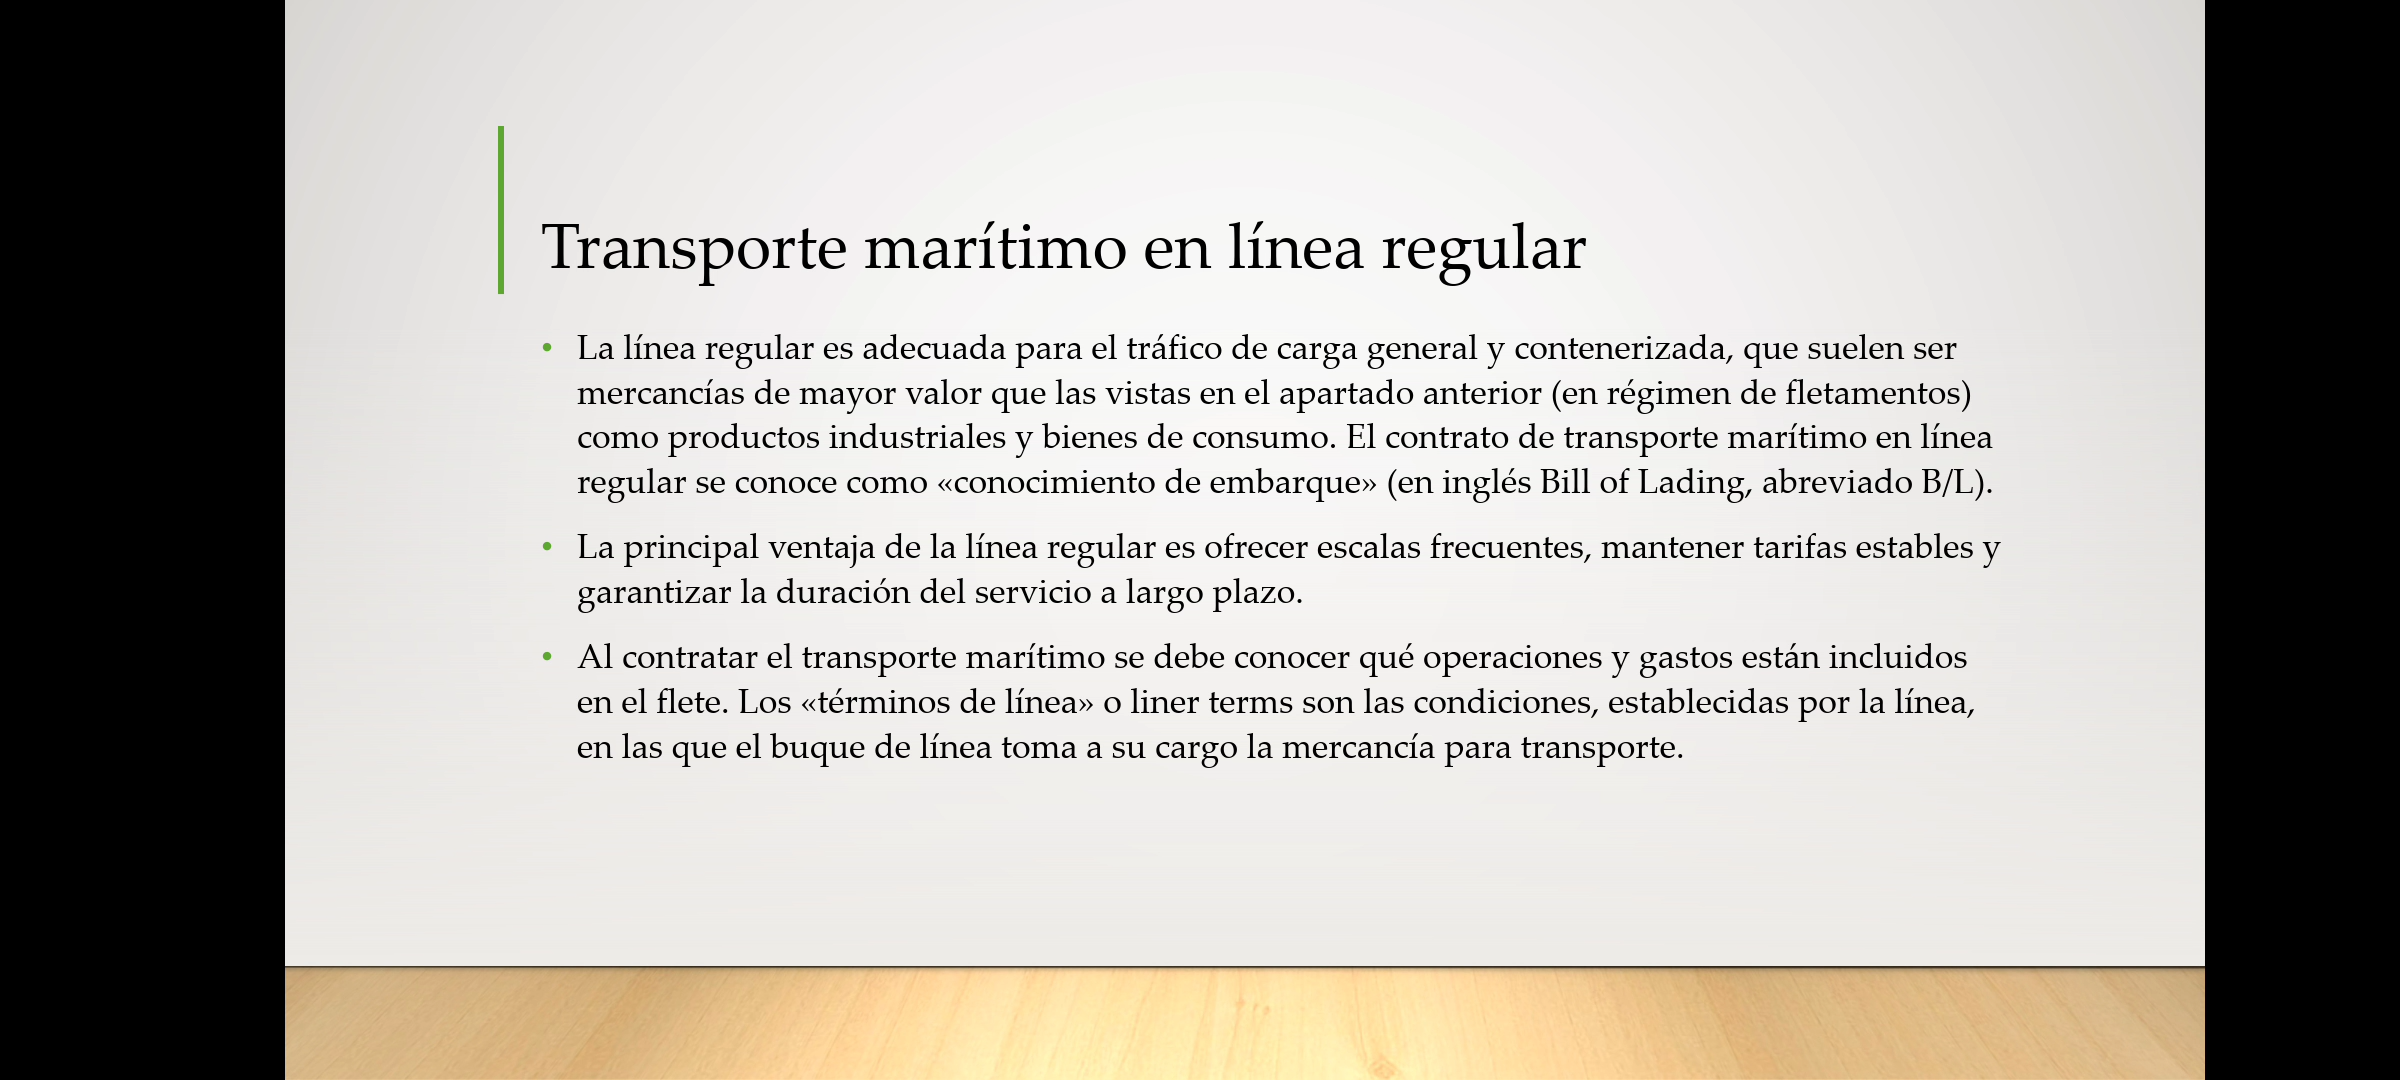 Transporte marítimo en línea regular
• La línea regular es adecuada para el tráfico de carga general y contenerizada, que suelen ser
mercancías de mayor valor que las vistas en el apartado anterior (en régimen de fletamentos)
como productos industriales y bienes de consumo. El contrato de transporte marítimo en línea
regular se conoce como «conocimiento de embarque» (en inglés Bill of Lading, abreviado B/L).
• La principal ventaja de la línea regular es ofrecer escalas frecuentes, mantener tarifas estables y
garantizar la duración del servicio a largo plazo.
• Al contratar el transporte marítimo se debe conocer qué operaciones y gastos están incluidos
en el flete. Los «términos de línea» o liner terms son las condiciones, establecidas por la línea,
en las que el buque de línea toma a su cargo la mercancía para transporte.